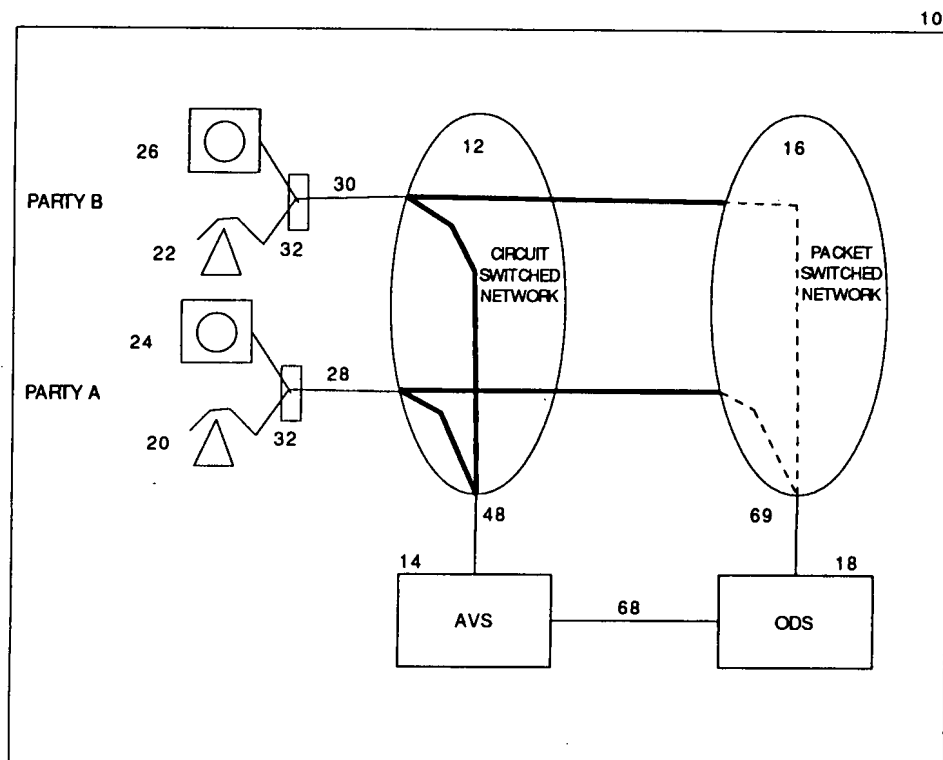 10
26
30
12
16
PARTY B
22
32
CIRCUIT
SWITCHED
NETWORK
PACKET
SWITCHED
NETWORK
24
28
PARTY A
20
32
48
69
14
18
AVS
68
ODS